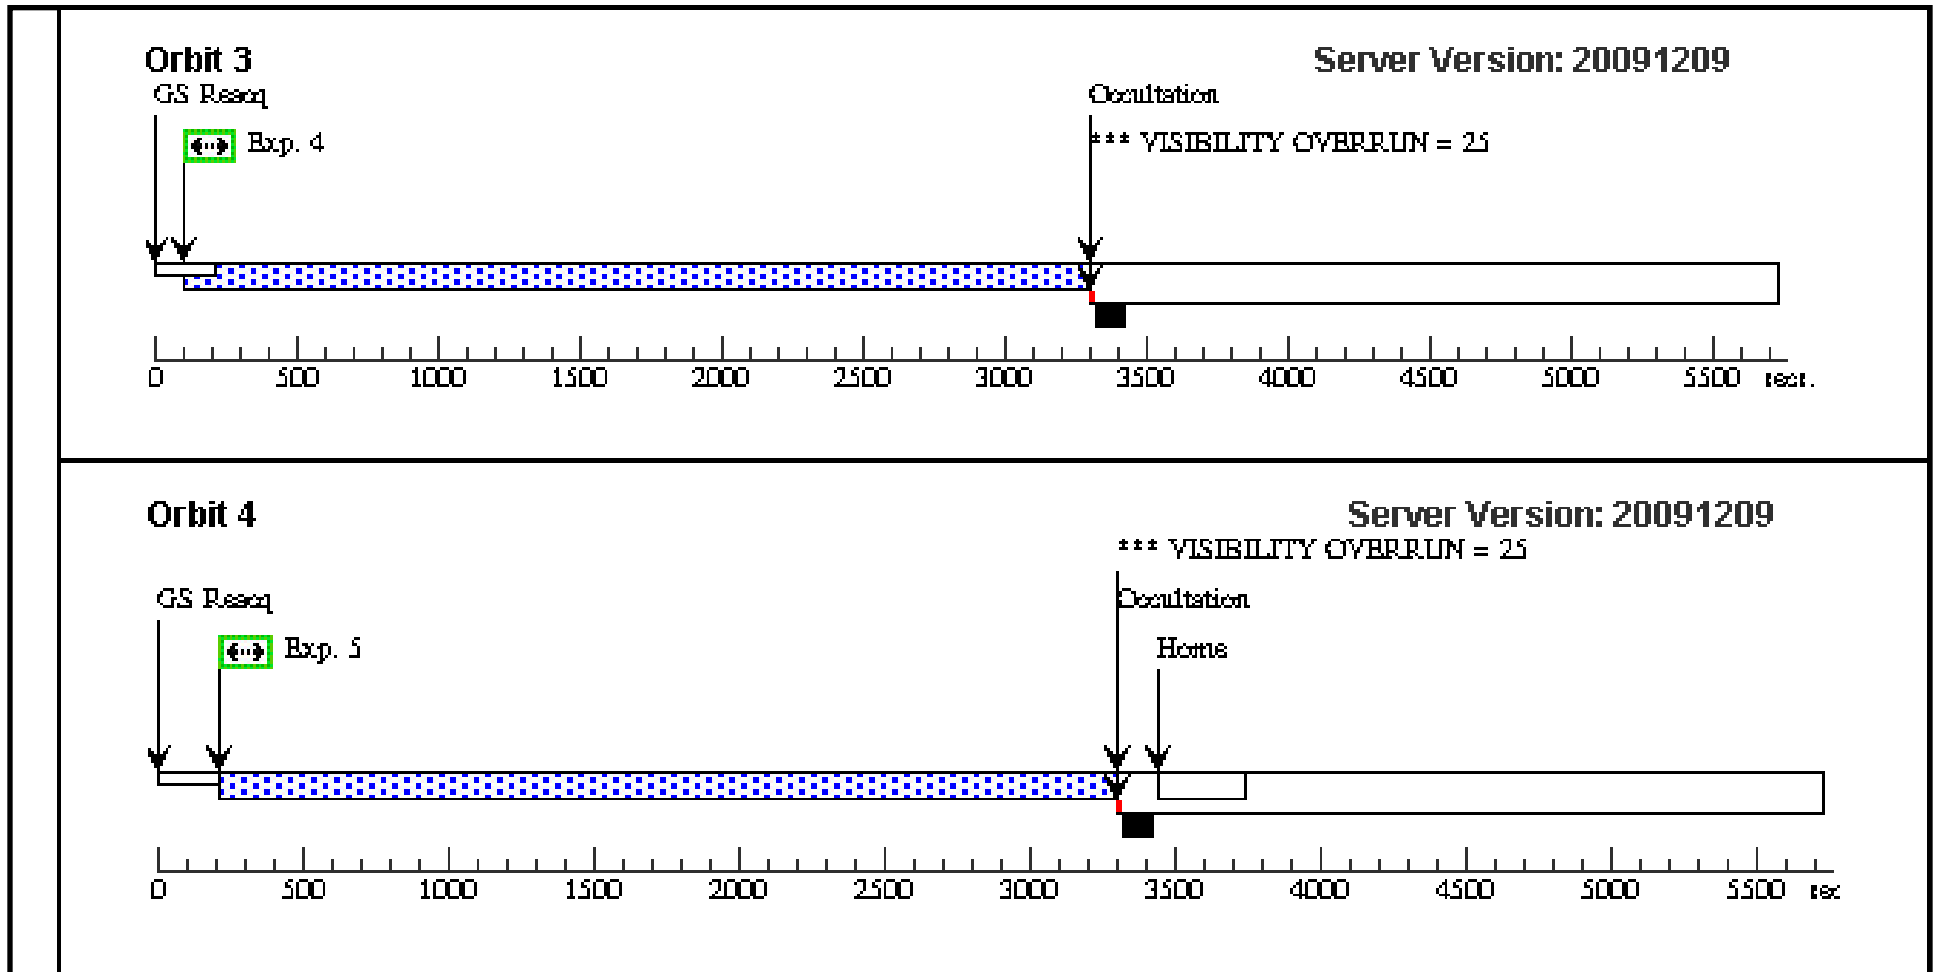 Orbit 3
Server Version: 20091209
GS Reacq
Occultation
Exp. 4
*** VISIBILITY OVERRUN = 25
0 500 1000 1500 2000 2500 3000 3500 4000 4500 5000 5500 secs.
Orbit 4
Server Version: 20091209
*** VISIBILITY OVERRUN = 25
GS Reacq
Occultation
Exp. 5
Home
0 500 1000 1500 2000 2500 3000 3500 4000 4500 5000 5500 sec